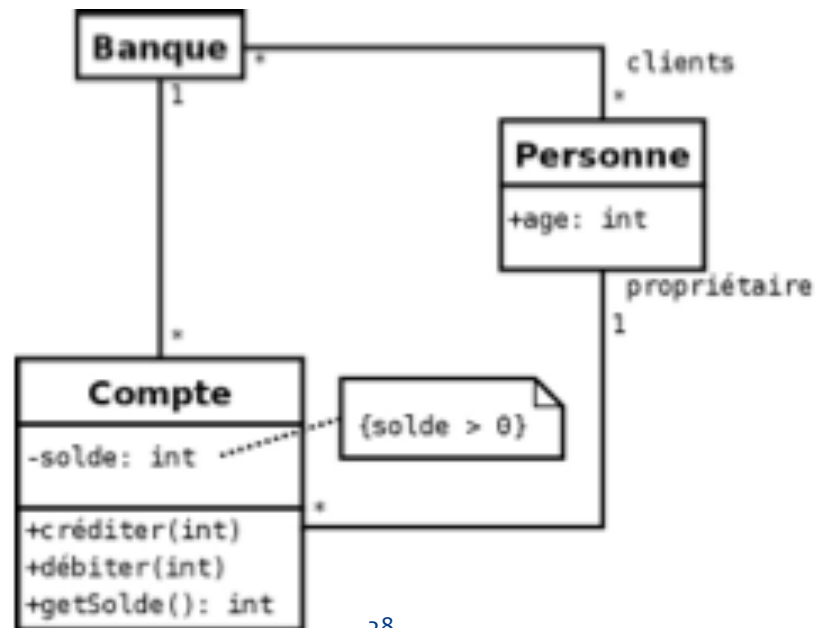 Banque
*
1
clients
*
Personne
+age: int
propriétaire
1
*
Compte
-solde: int
{solde > 0}
*
+créditer(int)
+débiter(int)
+getSolde(): int